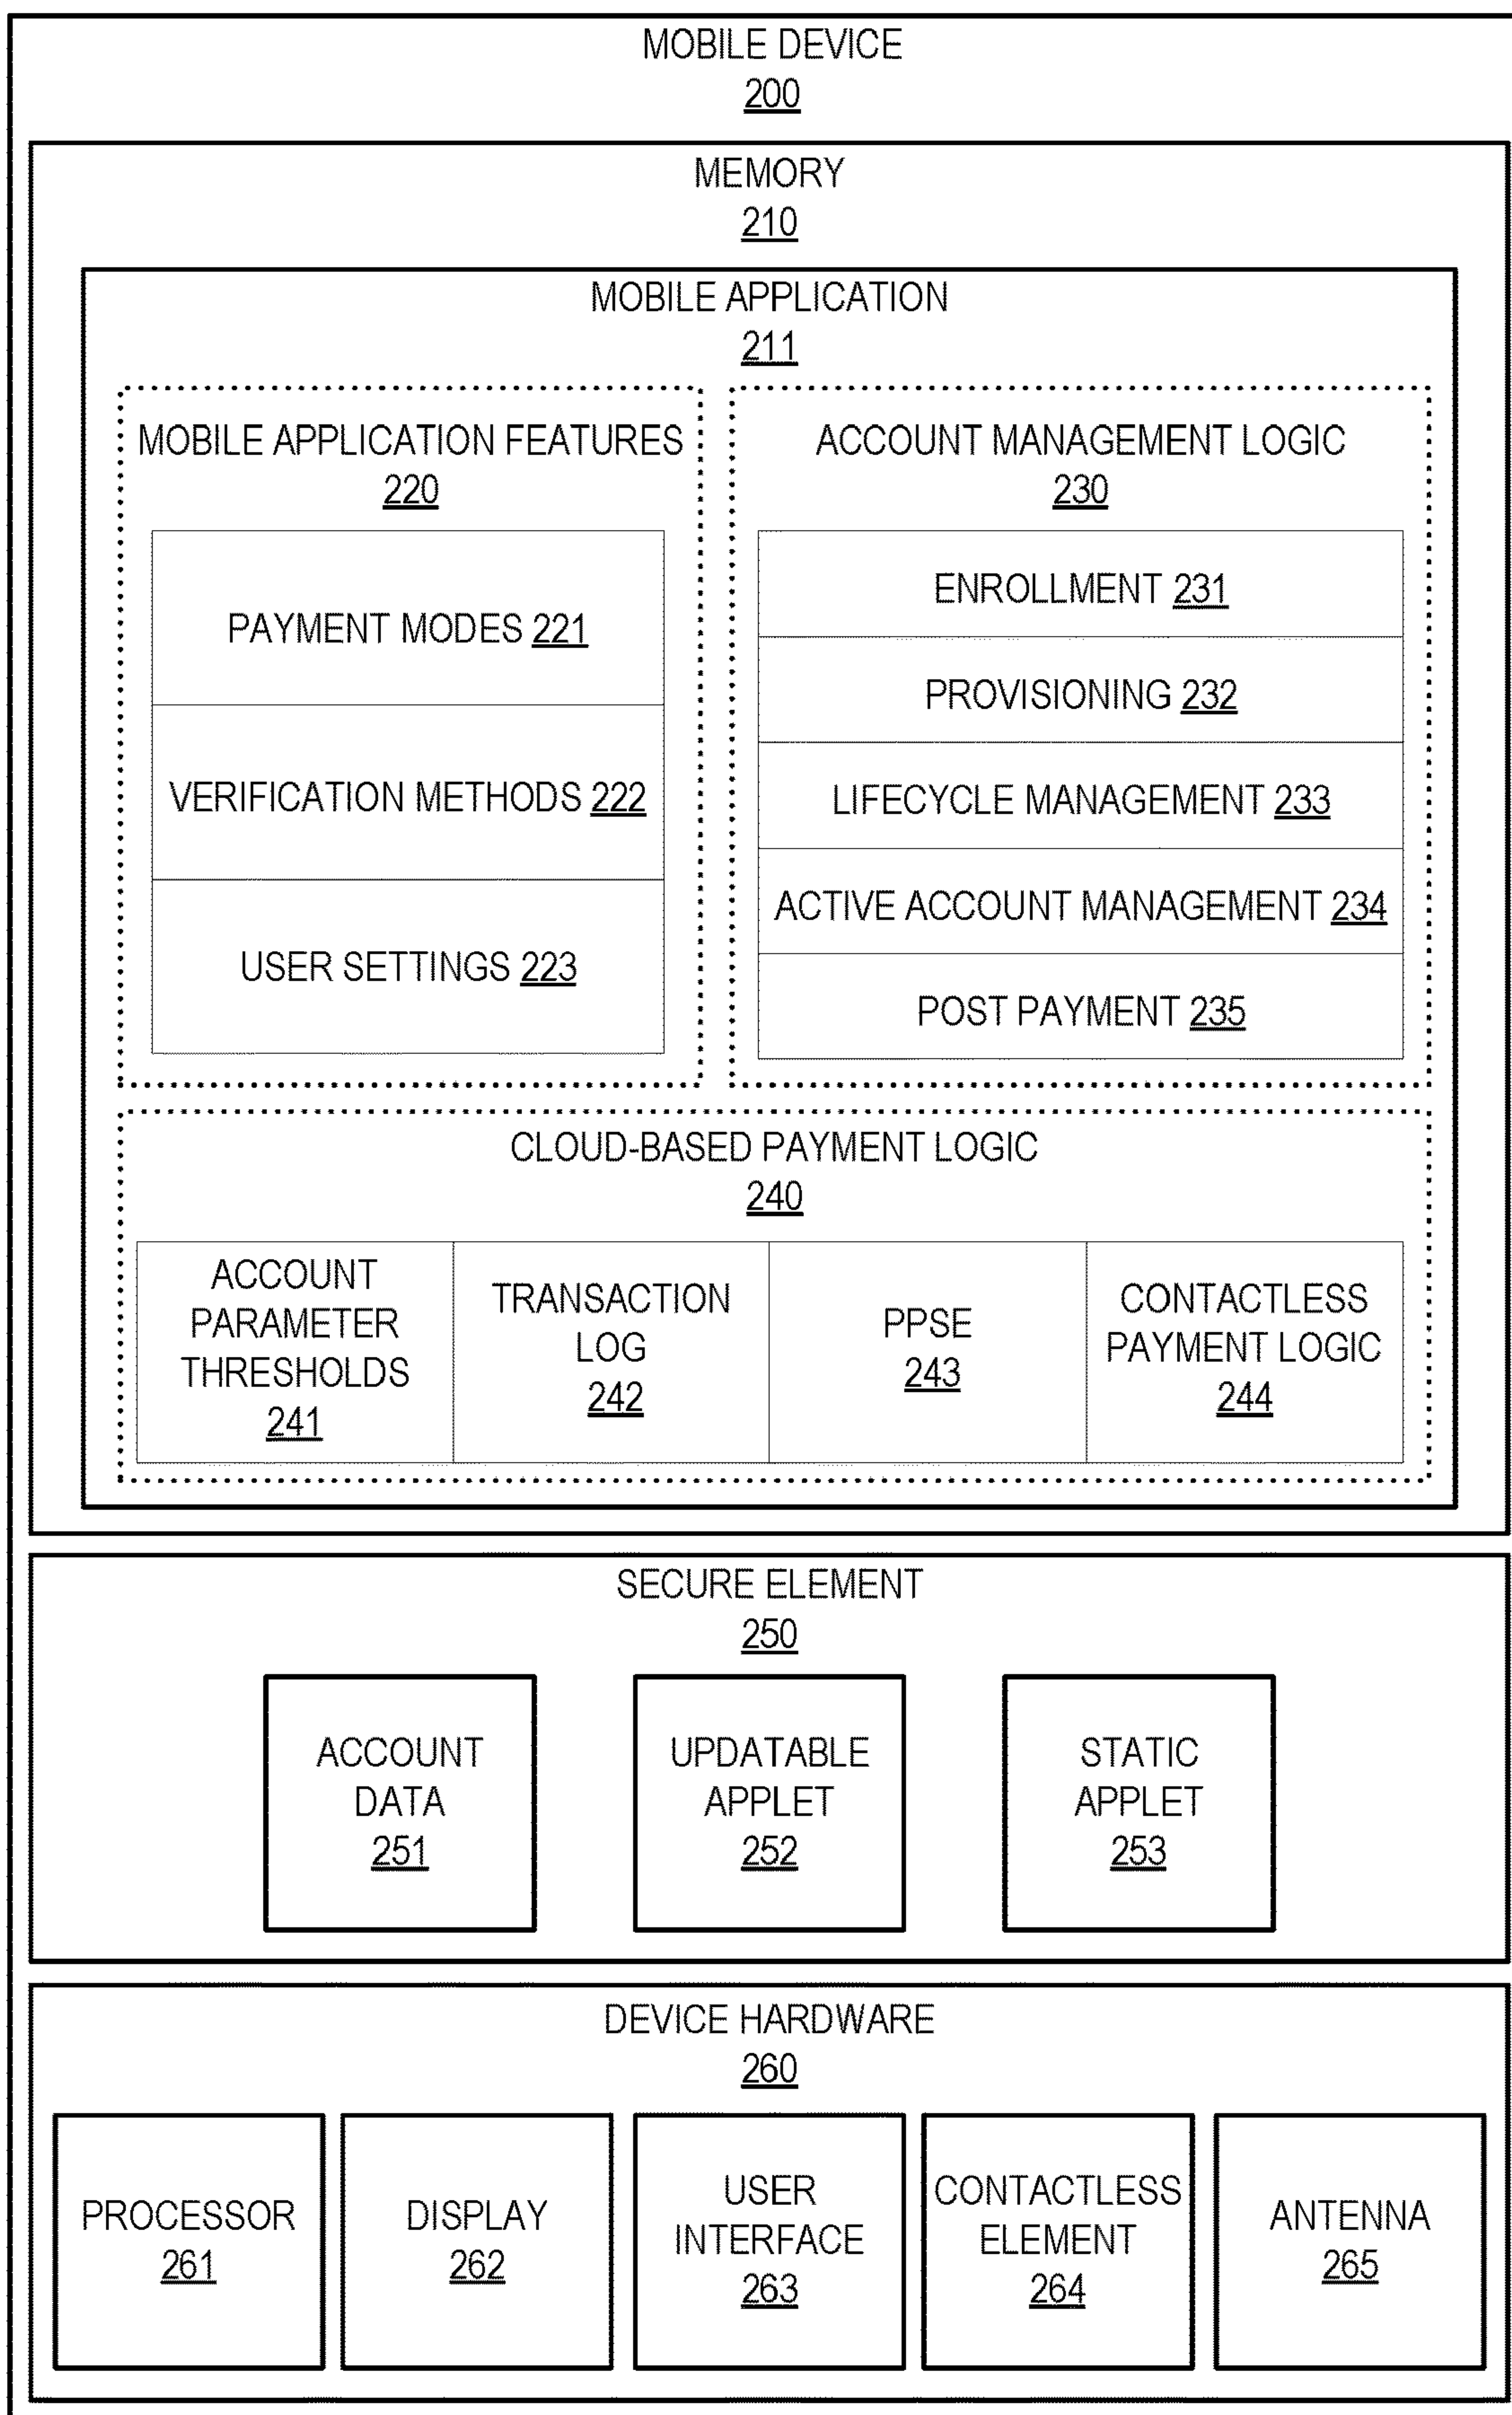 MOBILE DEVICE
200
MEMORY
210
MOBILE APPLICATION
211
MOBILE APPLICATION FEATURES
220
PAYMENT MODES 221
VERIFICATION METHODS 222
USER SETTINGS 223
ACCOUNT MANAGEMENT LOGIC
230
ENROLLMENT 231
PROVISIONING 232
LIFECYCLE MANAGEMENT 233
ACTIVE ACCOUNT MANAGEMENT 234
POST PAYMENT 235
CLOUD-BASED PAYMENT LOGIC
240
ACCOUNT
PARAMETER
THRESHOLDS
241
TRANSACTION
LOG
242
PPSE
243
CONTACTLESS
PAYMENT LOGIC
244
SECURE ELEMENT
250
ACCOUNT
DATA
251
UPDATABLE
APPLET
252
STATIC
APPLET
253
DEVICE HARDWARE
260
PROCESSOR
261
DISPLAY
262
USER
INTERFACE
263
CONTACTLESS
ELEMENT
264
ANTENNA
265